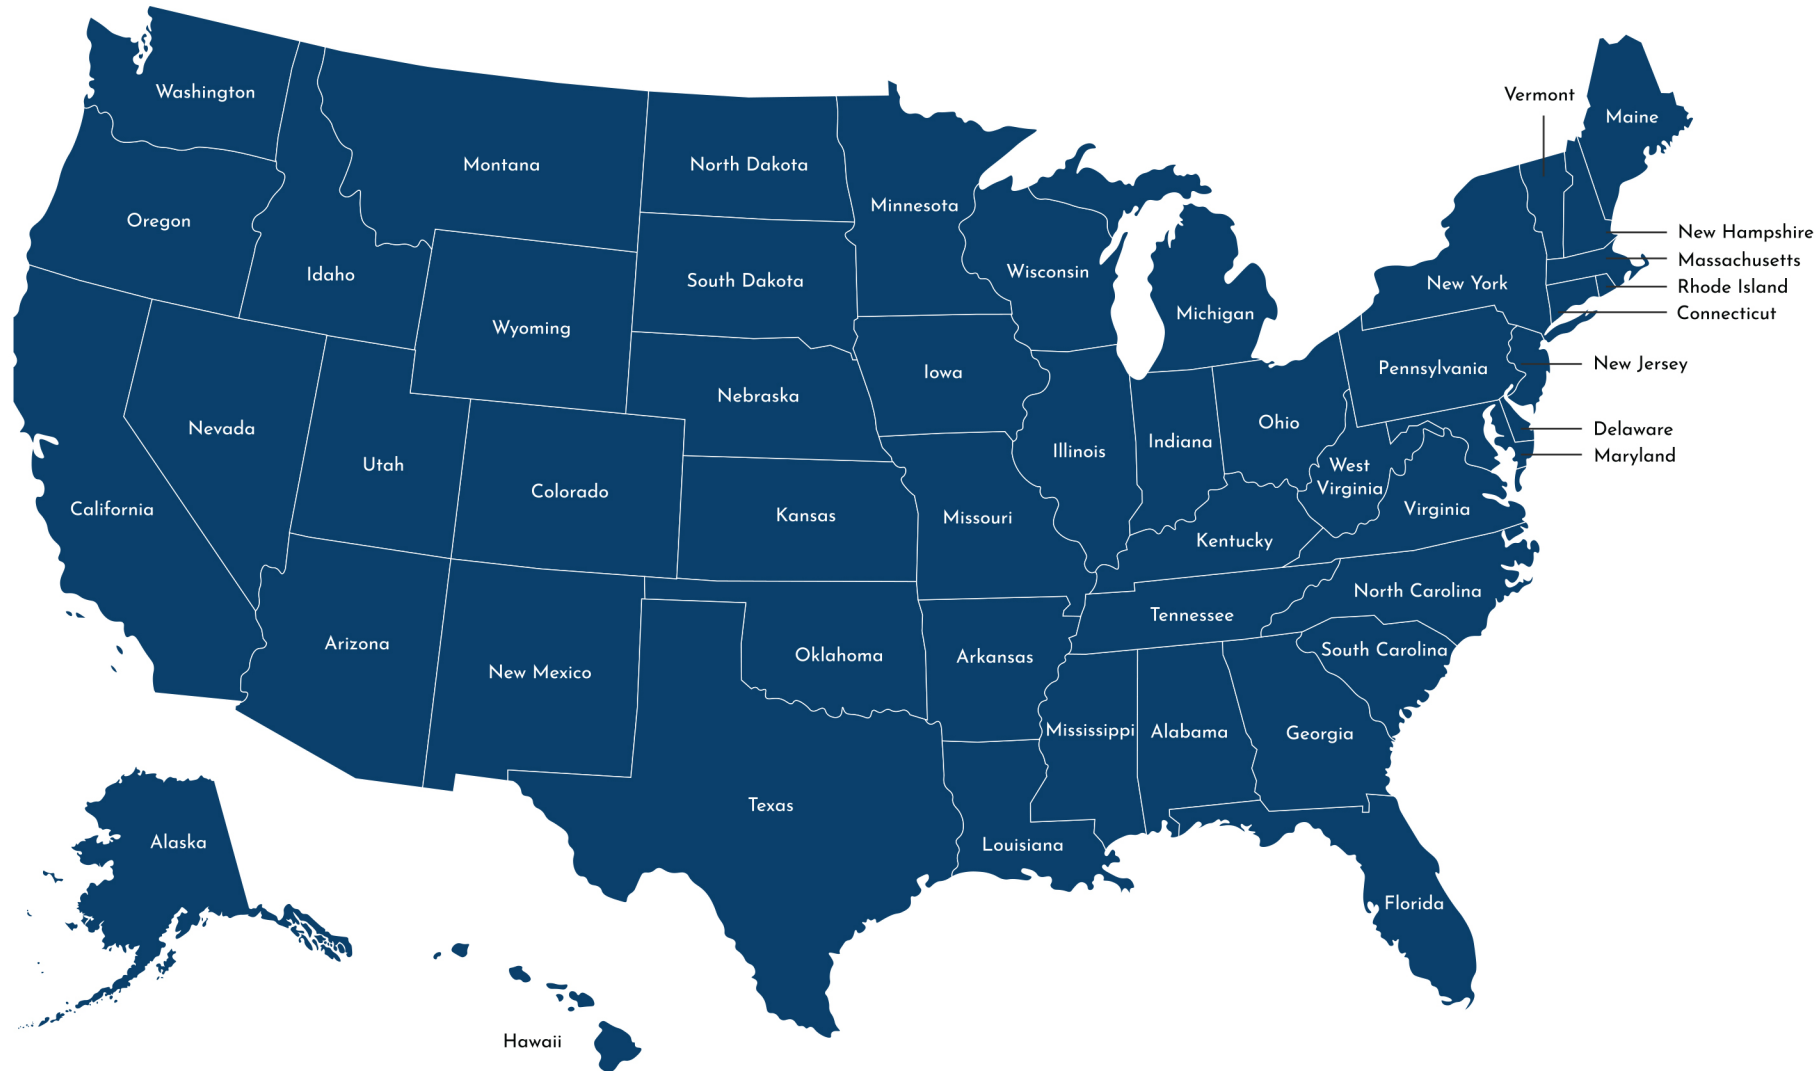 Washington
Vermont
Maine
Montana
North Dakota
Minnesota
Oregon
New Hampshire
Massachusetts
Idaho
Wisconsin
South Dakota
New York
Rhode Island
Connecticut
Wyoming
Michigan
New Jersey
Pennsylvania
Iowa
Nebraska
Nevada
Ohio
Delaware
Indiana
Illinois
Maryland
Utah
West
Virginia
Colorado
California
Kansas
Missouri
Virginia
Kentucky
North Carolina
Tennessee
Arizona
New Mexico
Oklahoma
Arkansas
South Carolina
Mississippi
Alabama
Georgia
Texas
Alaska
Louisiana
Florida
Hawaii